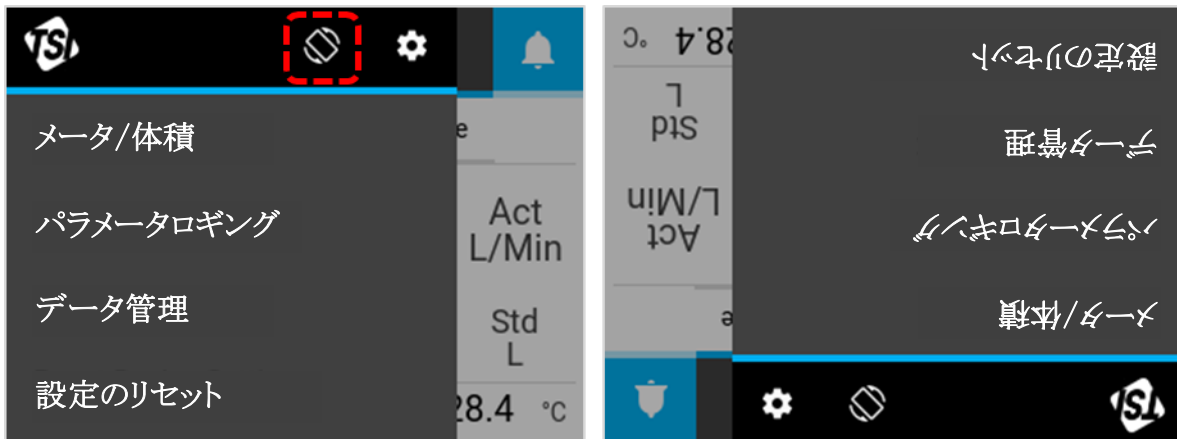 TSI
メータ/体積
パラメータロギング
データ管理
設定のリセット
e
Act
L/Min
Std
L
28.4 °C
設定のリセット
データ管理
パラメータロギング
メータ/体積
TSI
28.4 °C
L
Std
L/Min
Act
e